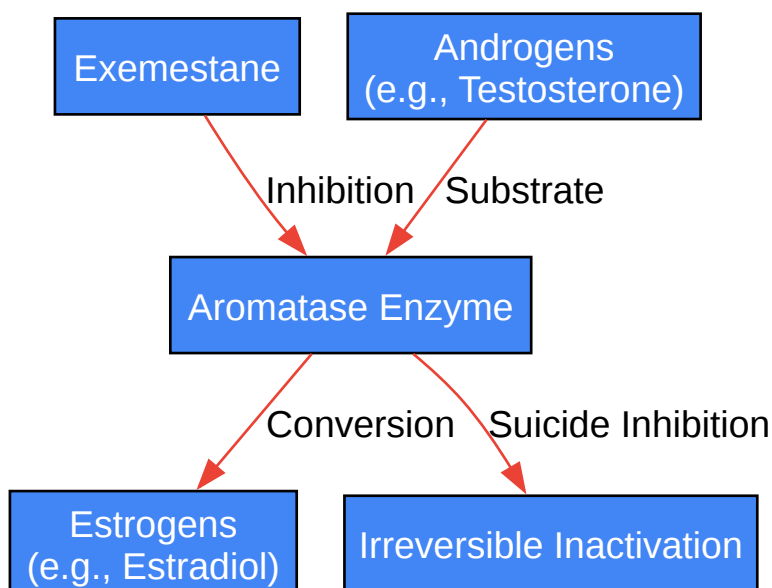 Exemestane
Androgens
(e.g., Testosterone)
Inhibition
Substrate
Aromatase Enzyme
Conversion
Suicide Inhibition
Estrogens
(e.g., Estradiol)
Irreversible Inactivation